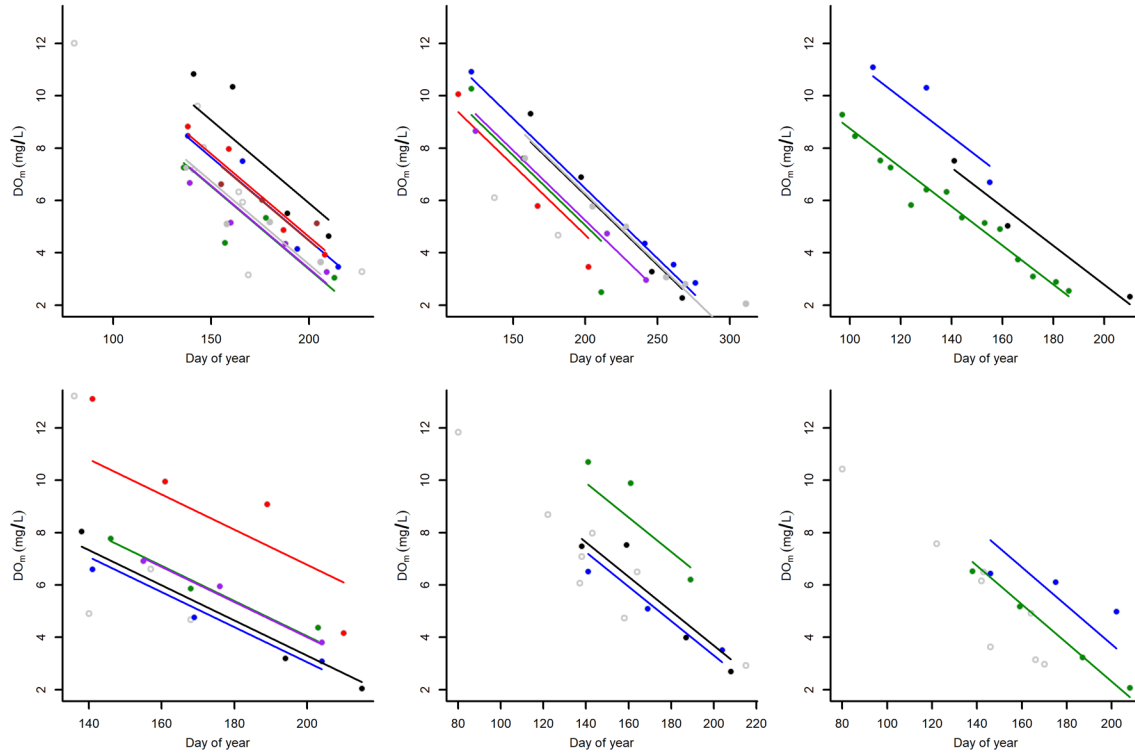 12
10
8
6
4
2
DOm (mg/L)
100 150 200
Day of year
12
10
8
6
4
2
DOm (mg/L)
150 200 250 300
Day of year
12
10
8
6
4
2
DOm (mg/L)
100 120 140 160 180 200
Day of year
12
10
8
6
4
2
DOm (mg/L)
140 160 180 200
Day of year
12
10
8
6
4
2
DOm (mg/L)
80 100 120 140 160 180 200 220
Day of year
12
10
8
6
4
2
DOm (mg/L)
80 100 120 140 160 180 200
Day of year